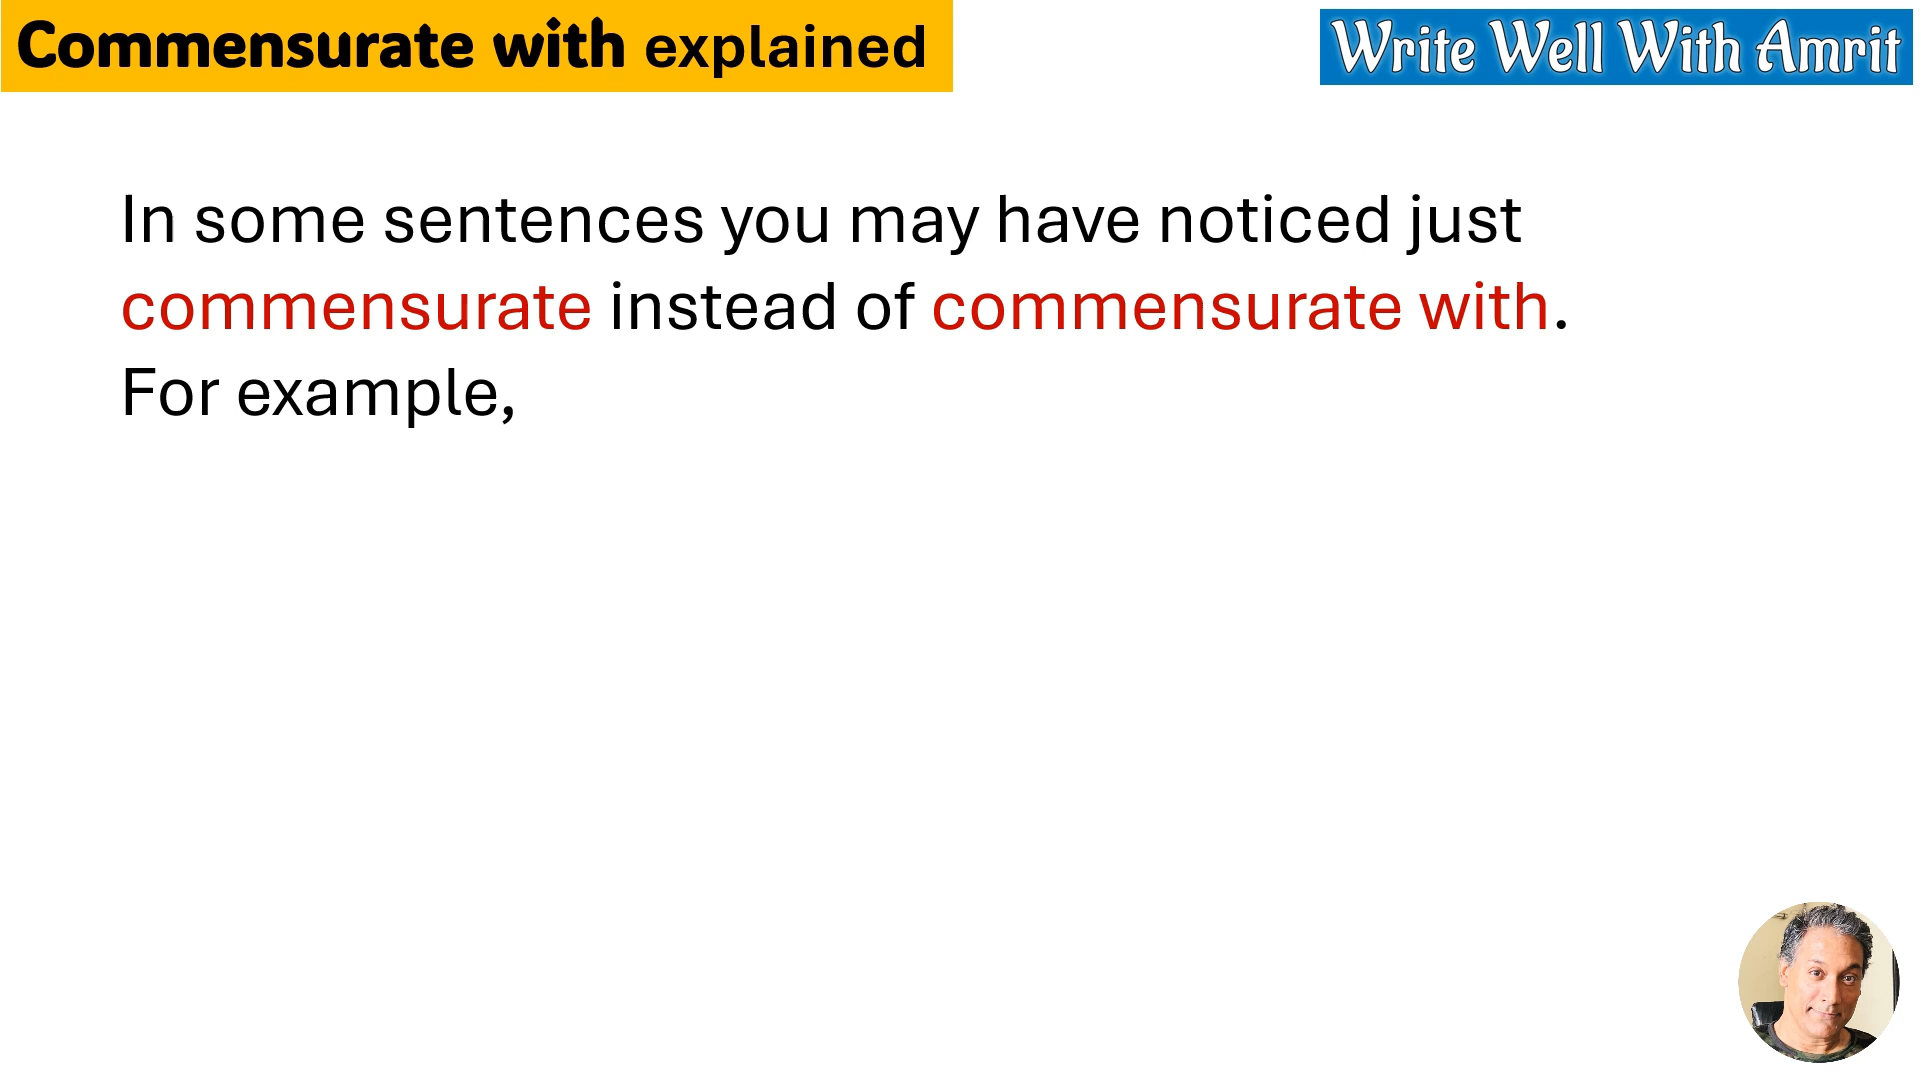 Commensurate with explained
Write Well With Amrit
In some sentences you may have noticed just
commensurate instead of commensurate with.
For example,